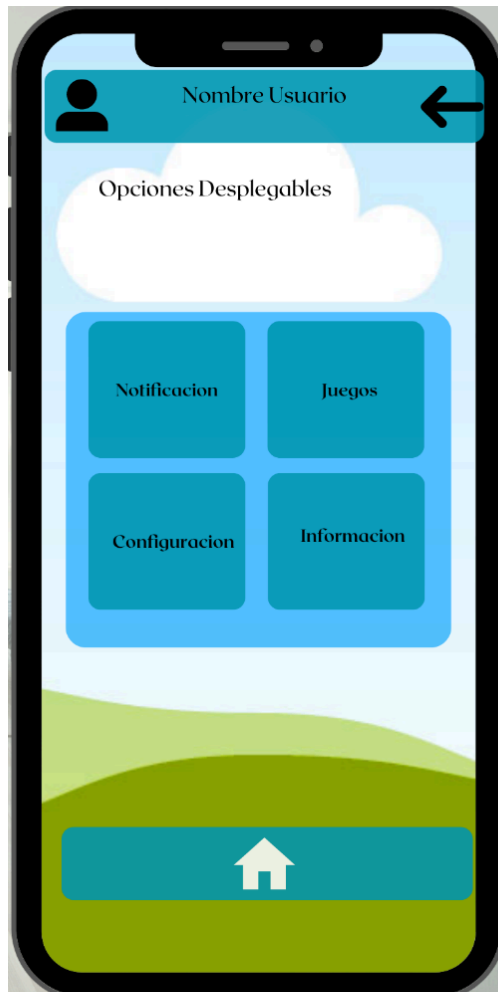 Nombre Usuario
Opciones Desplegables
Notificacion
Juegos
Configuracion
Informacion